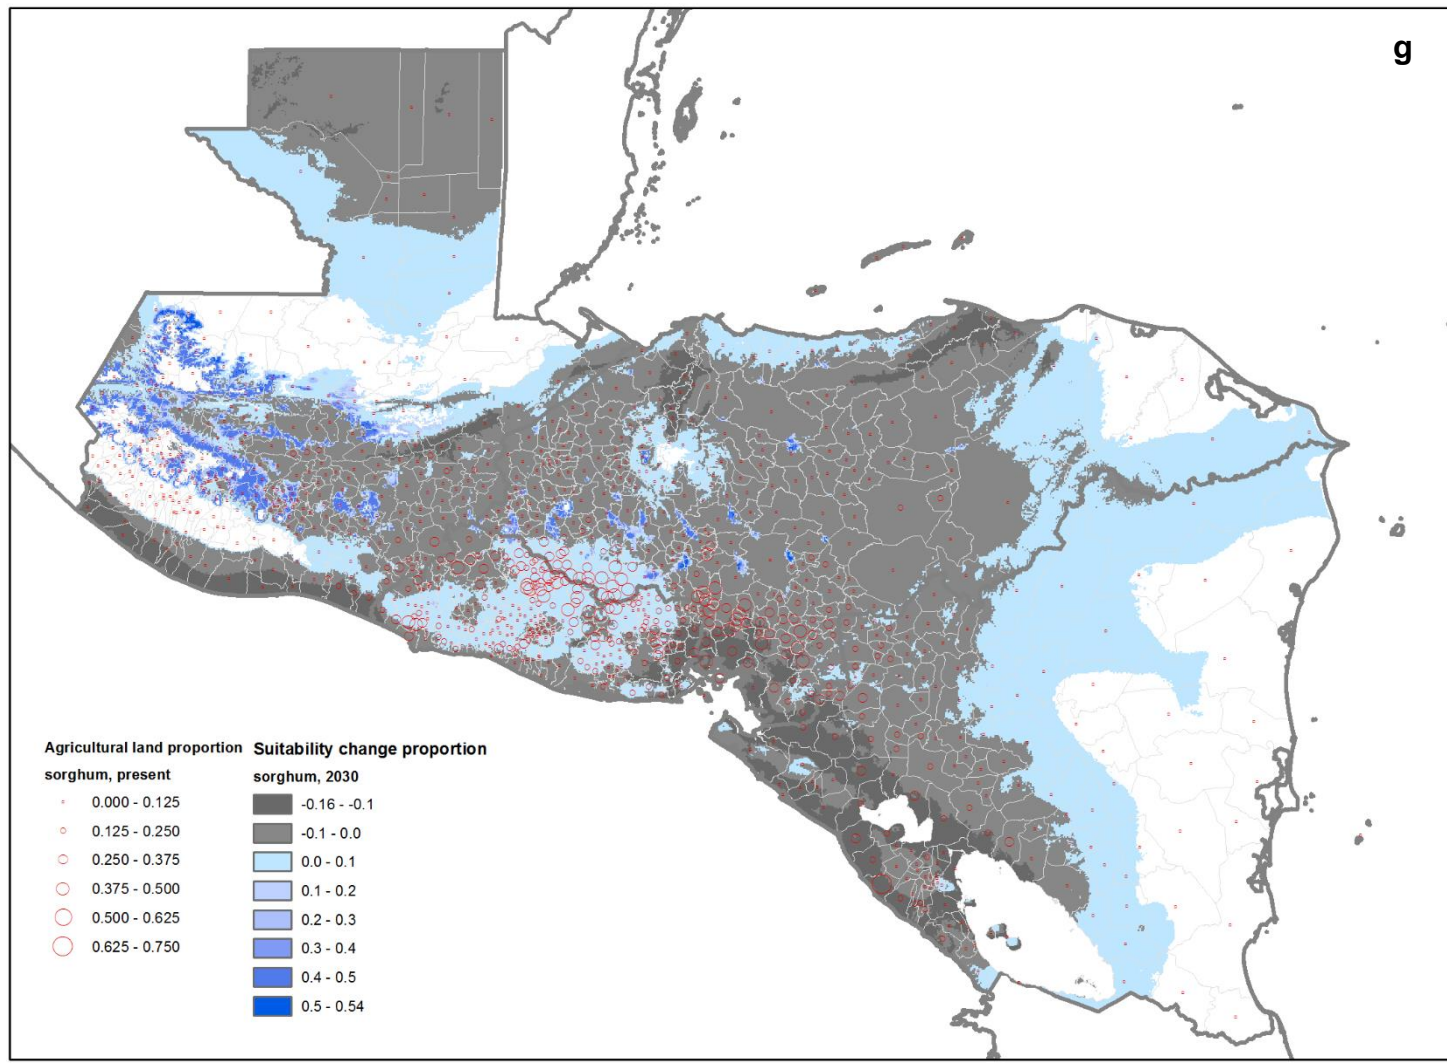 g
Agricultural land proportion
sorghum, present
0.000 - 0.125
0.125 - 0.250
0.250 - 0.375
0.375 - 0.500
0.500 - 0.625
0.625 - 0.750
Suitability change proportion
sorghum, 2030
-0.16 - -0.1
-0.1 - 0.0
0.0 - 0.1
0.1 - 0.2
0.2 - 0.3
0.3 - 0.4
0.4 - 0.5
0.5 - 0.54